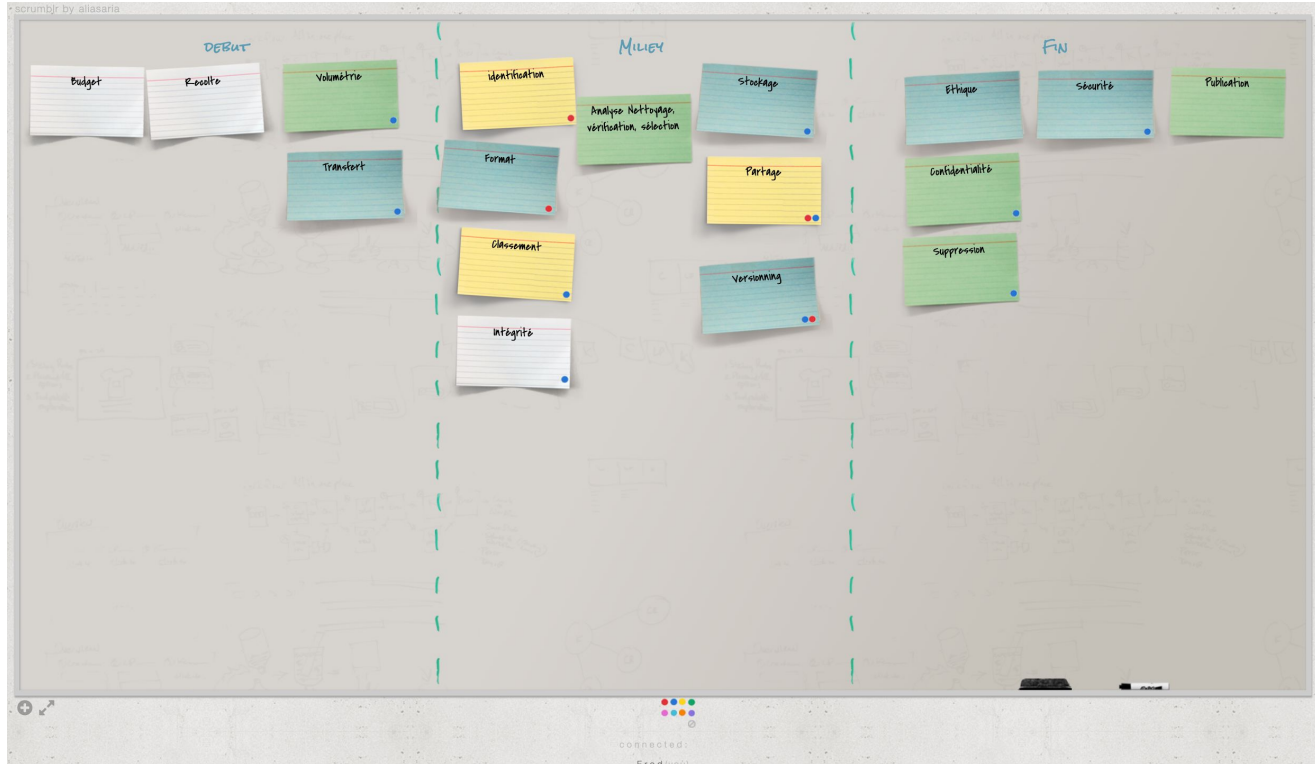 scrumblr by aliasaria
DEBUT
MILIEY
FIN
Budget
Recolte
Volumétrie
Transfert
identification
Analyse Nettoyage,
vérification, sélection
Stockage
Format
Partage
Classement
Versionning
Intégrité
Ethique
Sécurité
Publication
Confidentialité
Suppression
connected: